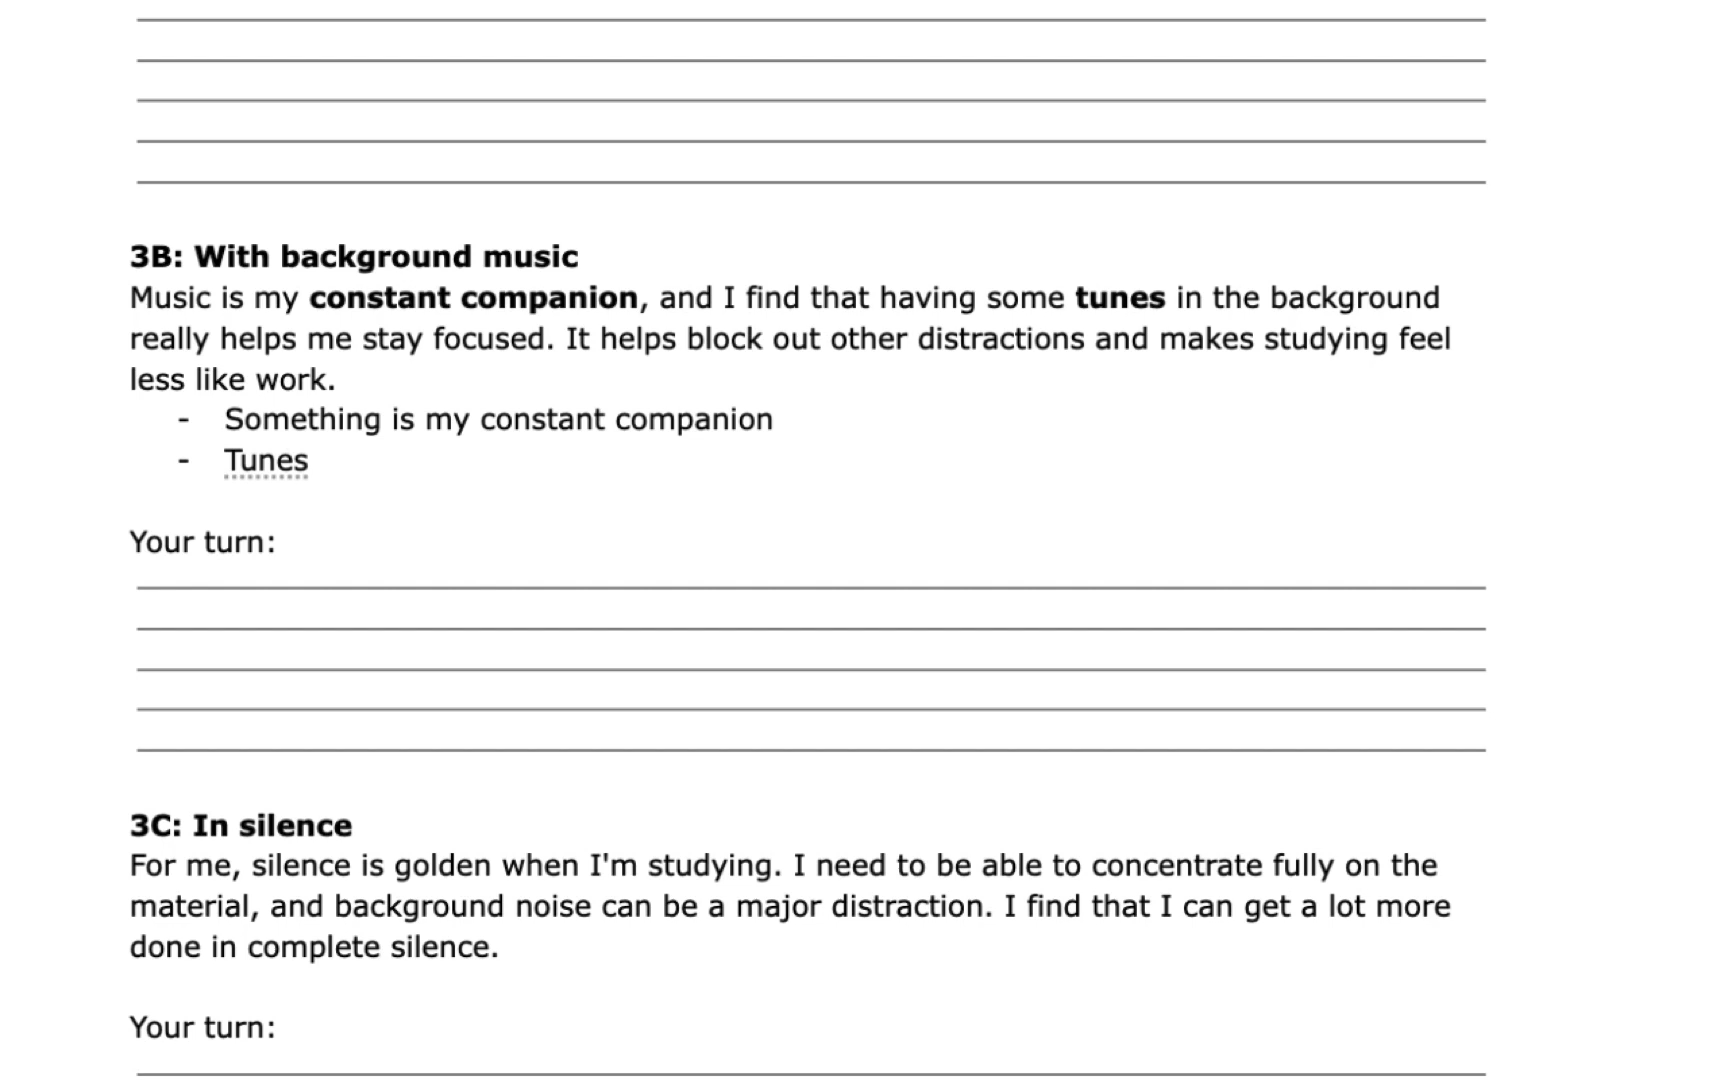 3B: With background music
Music is my constant companion, and I find that having some tunes in the background
really helps me stay focused. It helps block out other distractions and makes studying feel
less like work.
- Something is my constant companion
- Tunes
Your turn:
3C: In silence
For me, silence is golden when I'm studying. I need to be able to concentrate fully on the
material, and background noise can be a major distraction. I find that I can get a lot more
done in complete silence.
Your turn: